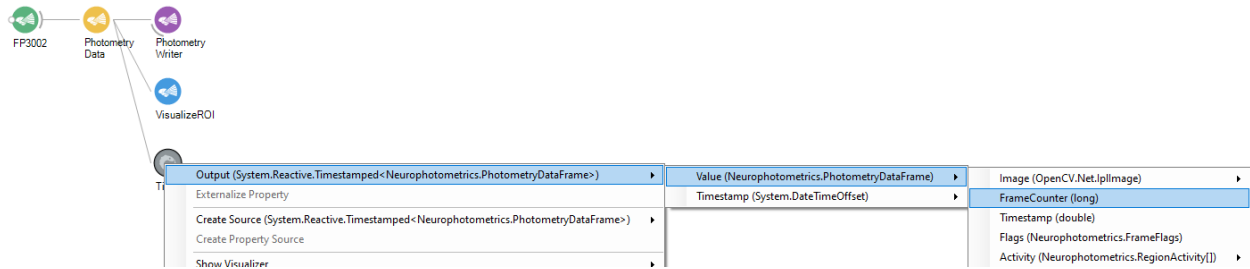 FP3002
Photometry
Data
Photometry
Writer
VisualizeROI
Ti
Output (System.Reactive.Timestamped<Neurophotometrics.PhotometryDataFrame>)
Externalize Property
Create Source (System.Reactive.Timestamped<Neurophotometrics.PhotometryDataFrame>)
Create Property Source
Show Visualizer
Value (Neurophotometrics.PhotometryDataFrame)
Timestamp (System.DateTimeOffset)
Image (OpenCV.Net.IplImage)
FrameCounter (long)
Timestamp (double)
Flags (Neurophotometrics.FrameFlags)
Activity (Neurophotometrics.RegionActivity[])